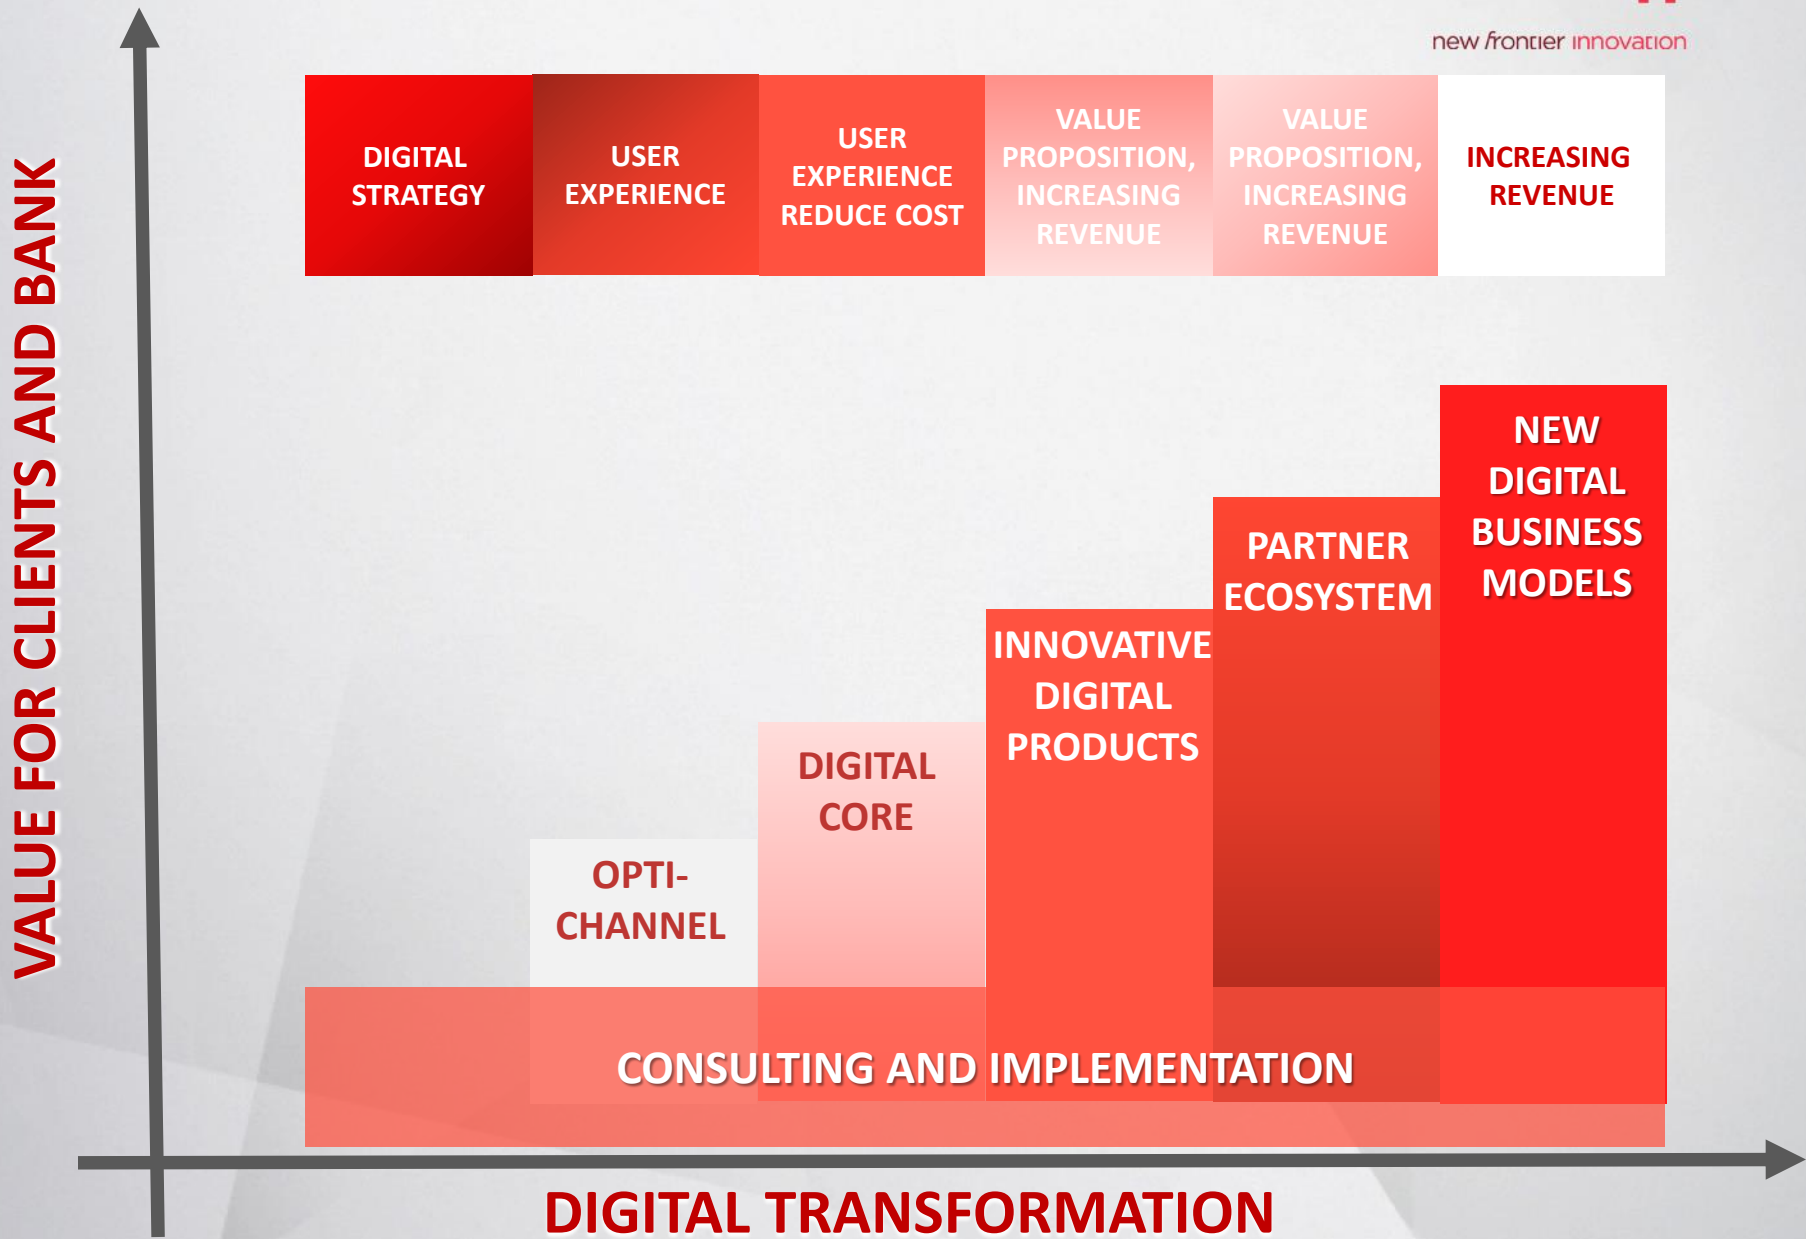 new frontier innovation
DIGITAL
STRATEGY
USER
EXPERIENCE
USER
EXPERIENCE
REDUCE COST
VALUE
PROPOSITION,
INCREASING
REVENUE
VALUE
PROPOSITION,
INCREASING
REVENUE
INCREASING
REVENUE
VALUE FOR CLIENTS AND BANK
NEW
DIGITAL
BUSINESS
MODELS
PARTNER
ECOSYSTEM
INNOVATIVE
DIGITAL
PRODUCTS
DIGITAL
CORE
OPTI-
CHANNEL
CONSULTING AND IMPLEMENTATION
DIGITAL TRANSFORMATION